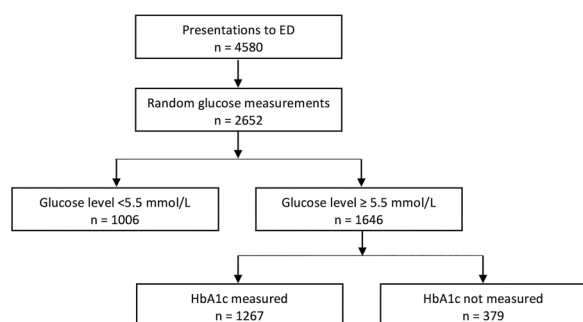 Presentations to ED
n = 4580
Random glucose measurements
n = 2652
Glucose level <5.5 mmol/L
n = 1006
Glucose level ≥ 5.5 mmol/L
n = 1646
HbA1c measured
n = 1267
HbA1c not measured
n = 379